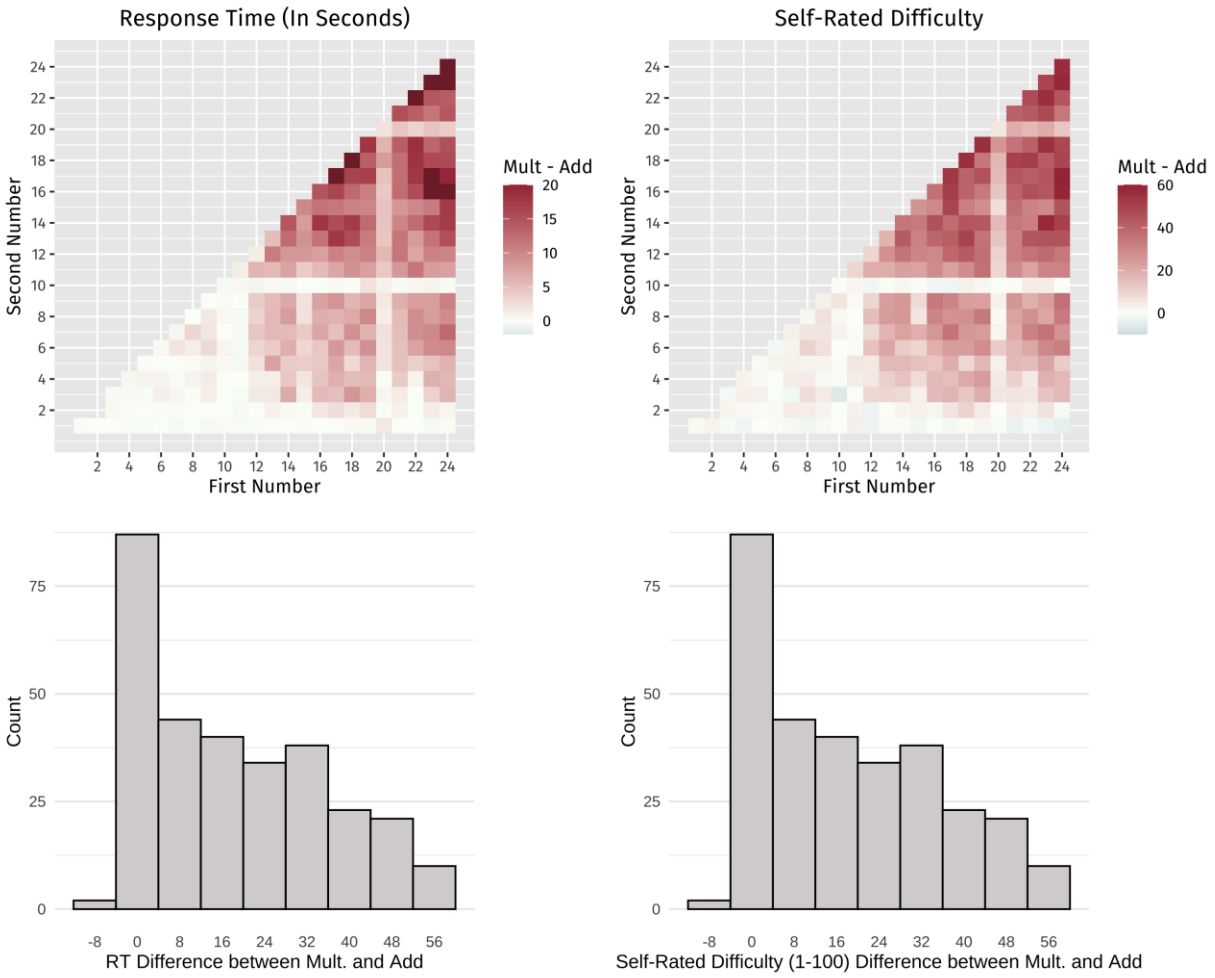 Response Time (In Seconds)
Second Number
24
22
20
18
16
14
12
10
8
6
4
2
2 4 6 8 10 12 14 16 18 20 22 24
First Number
Mult - Add
20
15
10
5
0
Self-Rated Difficulty
Second Number
24
22
20
18
16
14
12
10
8
6
4
2
2 4 6 8 10 12 14 16 18 20 22 24
First Number
Mult - Add
60
40
20
0
Count
75
50
25
0
-8 0 8 16 24 32 40 48 56
RT Difference between Mult. and Add
Count
75
50
25
0
-8 0 8 16 24 32 40 48 56
Self-Rated Difficulty (1-100) Difference between Mult. and Add